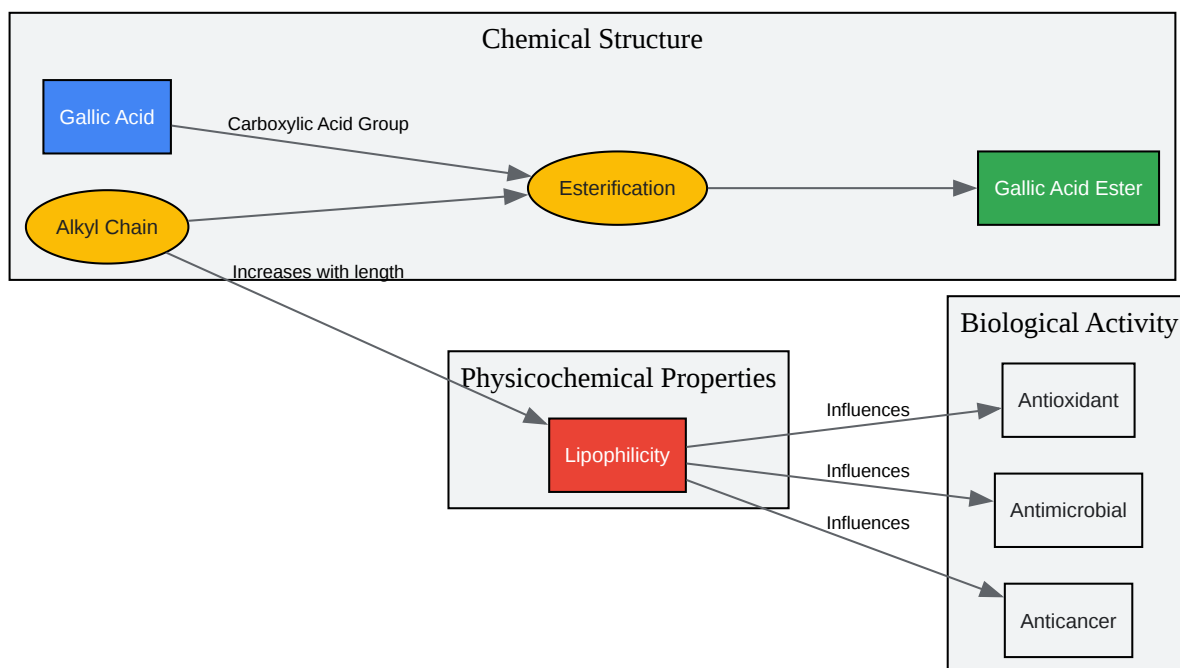 Chemical Structure
Gallic Acid
Carboxylic Acid Group
Esterification
Gallic Acid Ester
Alkyl Chain
Increases with length
Physicochemical Properties
Lipophilicity
Biological Activity
Influences
Antioxidant
Influences
Antimicrobial
Influences
Anticancer